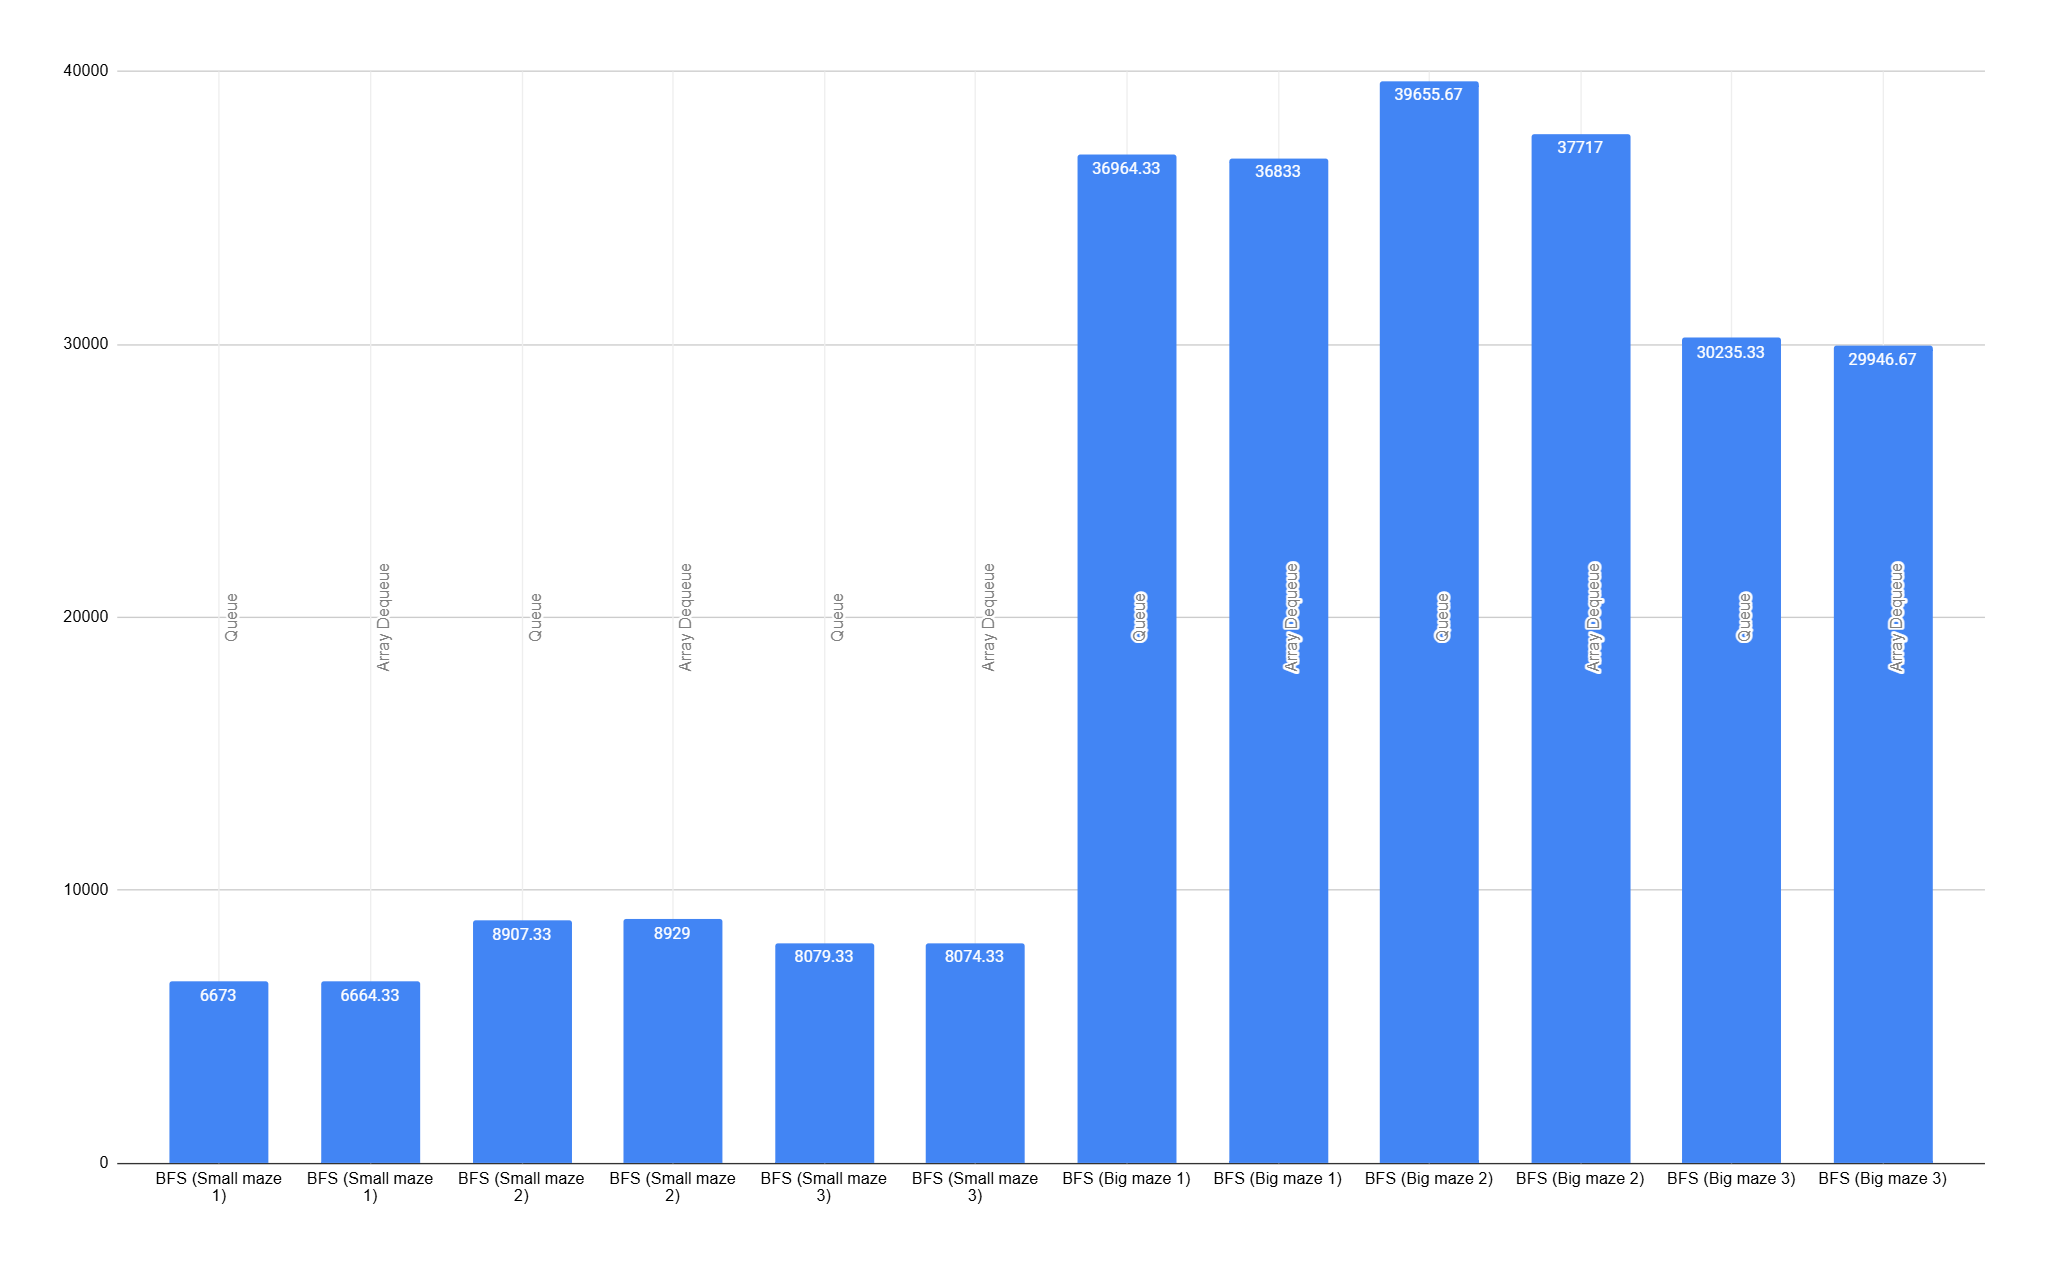 40000
30000
20000
10000
0
6673
6664.33
8907.33
8929
8079.33
8074.33
36964.33
36833
39655.67
37717
30235.33
29946.67
Queue
Array Dequeue
Queue
Array Dequeue
Queue
Array Dequeue
Queue
Array Dequeue
Queue
Array Dequeue
Queue
Array Dequeue
BFS (Small maze
1)
BFS (Small maze
1)
BFS (Small maze
2)
BFS (Small maze
2)
BFS (Small maze
3)
BFS (Small maze
3)
BFS (Big maze 1)
BFS (Big maze 1)
BFS (Big maze 2)
BFS (Big maze 2)
BFS (Big maze 3)
BFS (Big maze 3)